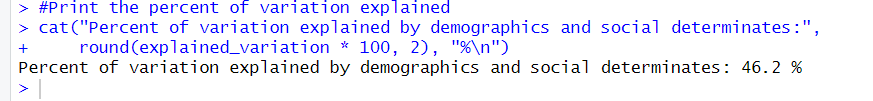 > #Print the percent of variation explained
> cat("Percent of variation explained by demographics and social determinates:",
+     round(explained_variation * 100, 2), "%\n")
Percent of variation explained by demographics and social determinates: 46.2 %
>